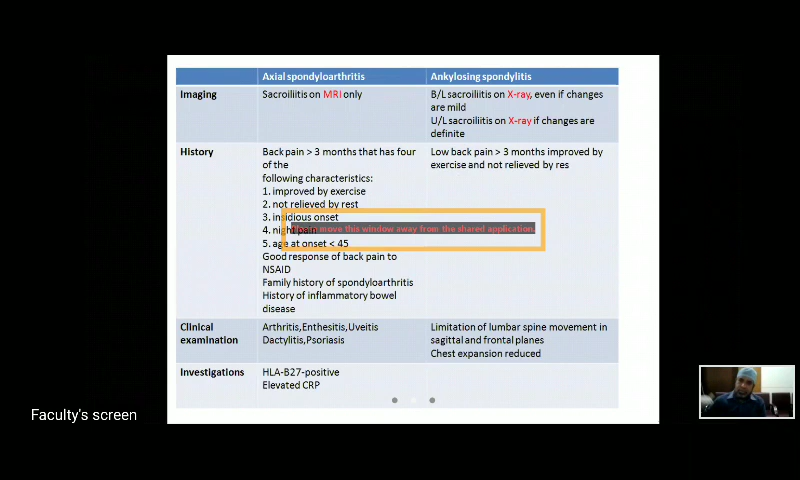 Axial spondyloarthritis
Ankylosing spondylitis
Imaging
Sacroiliitis on MRI only
B/L sacroiliitis on X-ray, even if changes
are mild
U/L sacroiliitis on X-ray if changes are
definite
History
Back pain > 3 months that has four
of the
following characteristics:
1. improved by exercise
2. not relieved by rest
3. insidious onset
4. night pain
5. age at onset < 45
Good response of back pain to
NSAID
Family history of spondyloarthritis
History of inflammatory bowel
disease
Low back pain > 3 months improved by
exercise and not relieved by res
move this window away from the shared application.
Clinical
examination
Arthritis,Enthesitis,Uveitis
Dactylitis,Psoriasis
Limitation of lumbar spine movement in
sagittal and frontal planes
Chest expansion reduced
Investigations
HLA-B27-positive
Elevated CRP
Faculty's screen